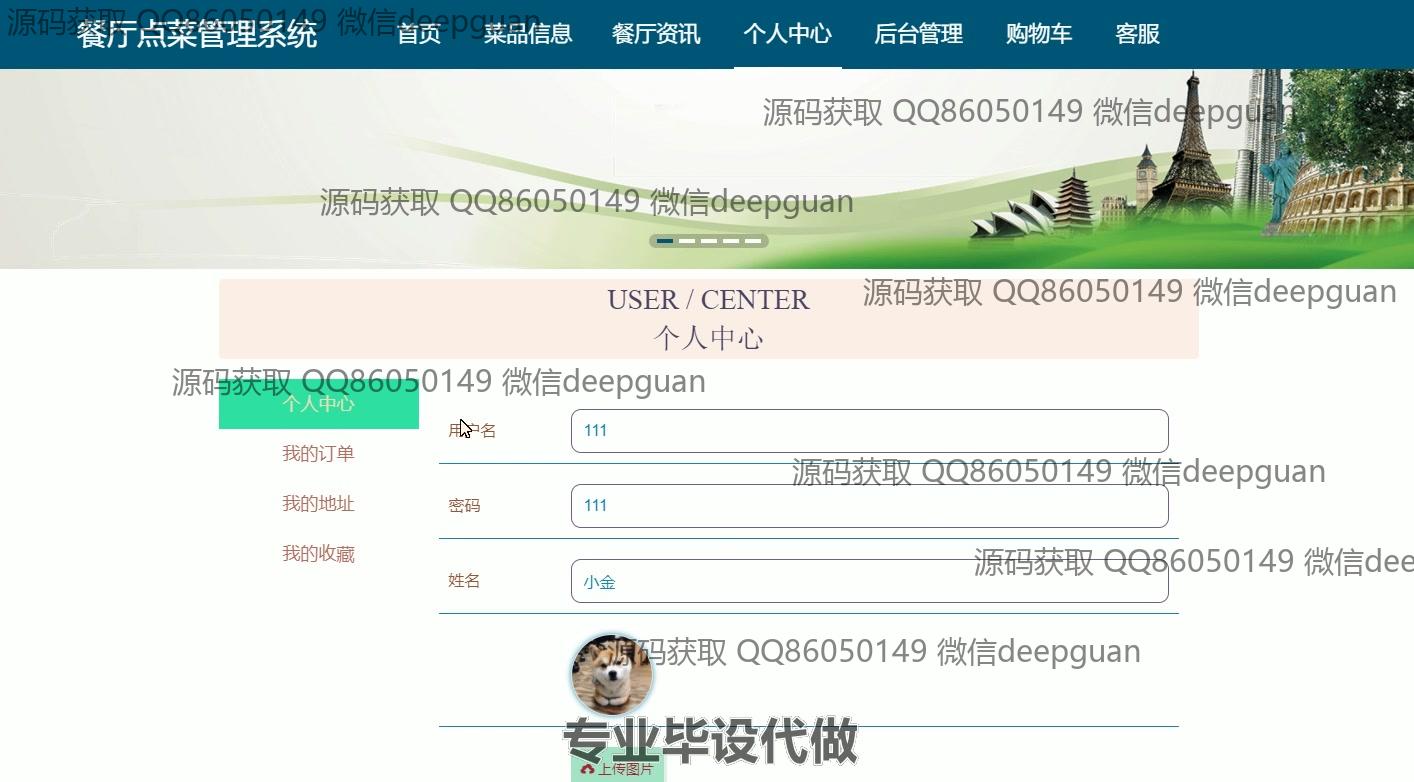 源码获取 QQ86050149 微信deepguan
餐厅点菜管理系统 首页 菜品信息 餐厅资讯 个人中心 后台管理 购物车 客服
源码获取 QQ86050149 微信deepguan
源码获取 QQ86050149 微信deepguan
USER / CENTER
源码获取 QQ86050149 微信deepguan
个人中心
源码获取 QQ86050149 微信deepguan
个人中心
用户名 111
我的订单
源码获取 QQ86050149 微信deepguan
我的地址
密码 111
我的收藏
源码获取 QQ86050149 微信dee
姓名 小金
源码获取 QQ86050149 微信deepguan
专业毕设代做
上传图片